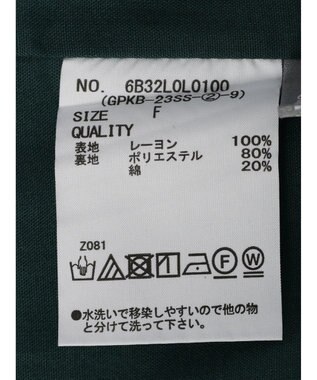 NO. 6B32L0L0100
(GPKB-23SS-②-9)
SIZE F
QUALITY
表地 レーヨン 100%
裏地 ポリエステル 80%
綿 20%
Z081
F W
●水洗いで移染しやすいので他の物
と分けて洗って下さい。